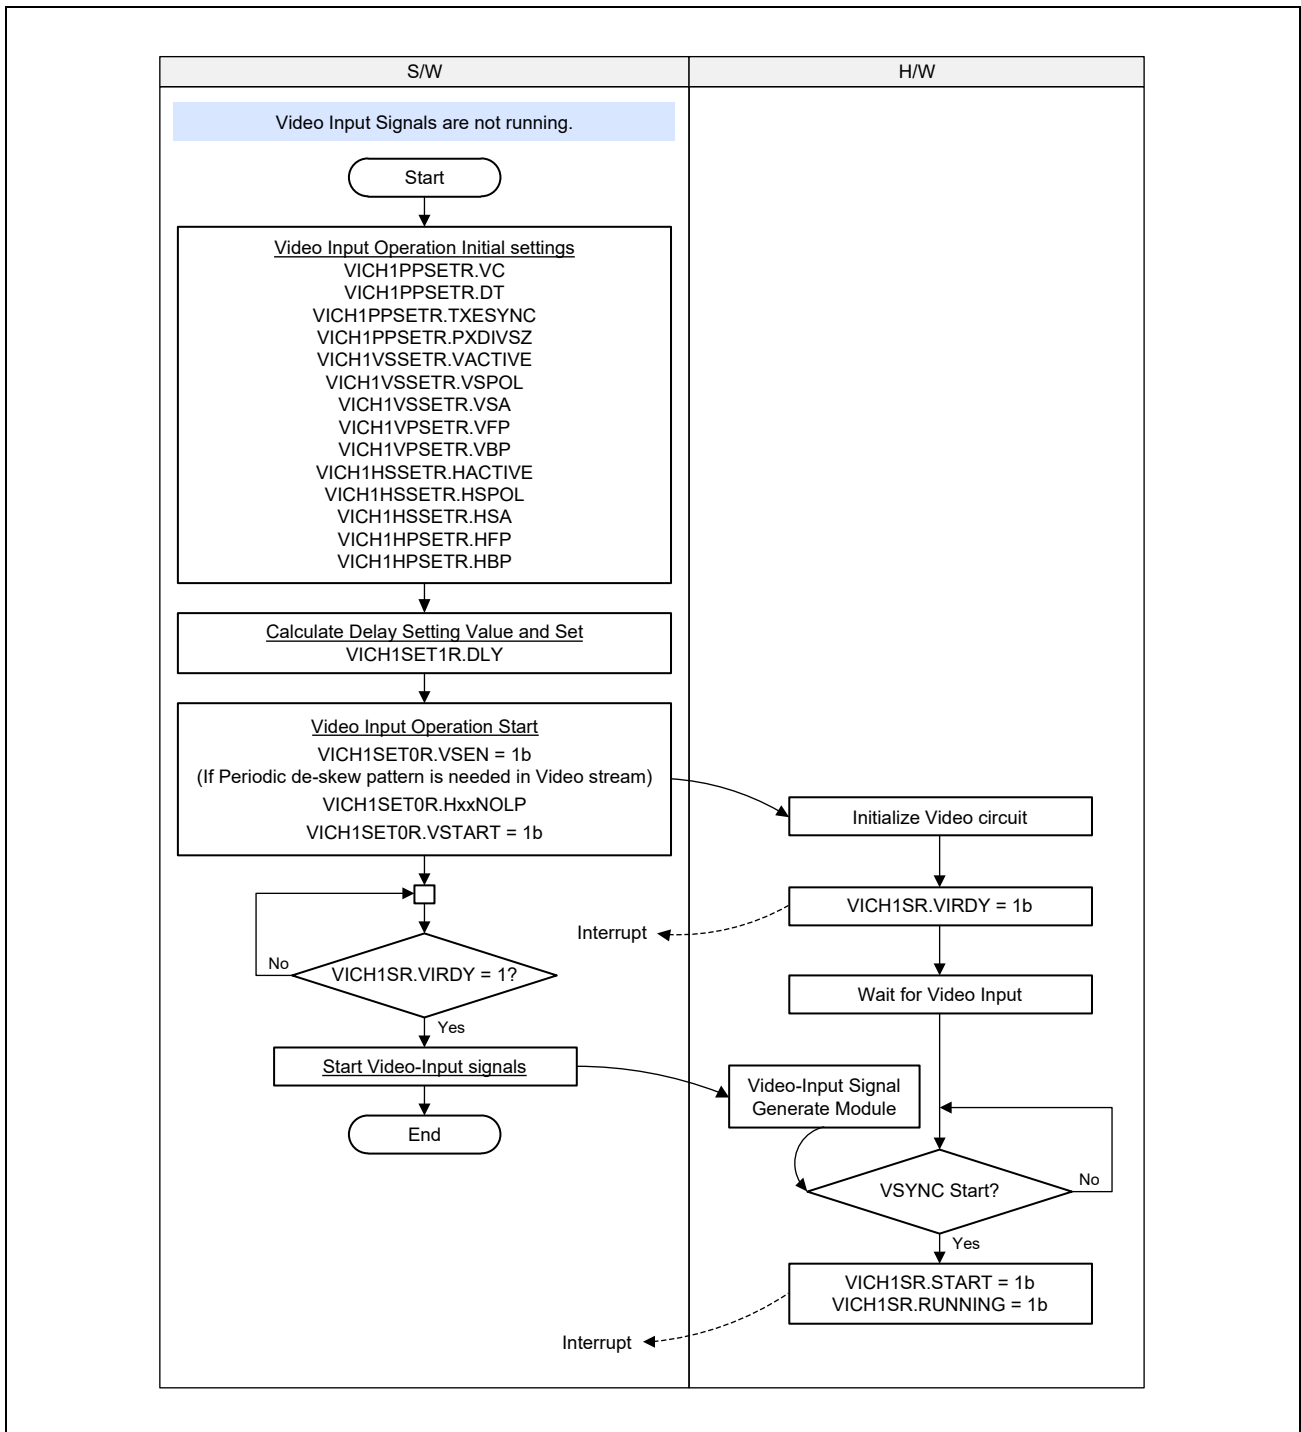 S/W
H/W
Video Input Signals are not running.
Start
Video Input Operation Initial settings
VICH1PPSETR.VC
VICH1PPSETR.DT
VICH1PPSETR.TXESYNC
VICH1PPSETR.PXDIVSZ
VICH1VSSETR.VACTIVE
VICH1VSSETR.VSPOL
VICH1VSSETR.VSA
VICH1VPSETR.VFP
VICH1VPSETR.VBP
VICH1HSSETR.HACTIVE
VICH1HSSETR.HSPOL
VICH1HSSETR.HSA
VICH1HPSETR.HFP
VICH1HPSETR.HBP
Calculate Delay Setting Value and Set
VICH1SET1R.DLY
Video Input Operation Start
VICH1SET0R.VSEN = 1b
(If Periodic de-skew pattern is needed in Video stream)
VICH1SET0R.HxxNOLP
VICH1SET0R.VSTART = 1b
Initialize Video circuit
VICH1SR.VIRDY = 1b
Interrupt
No
VICH1SR.VIRDY = 1?
Wait for Video Input
Yes
Start Video-Input signals
Video-Input Signal
Generate Module
End
VSYNC Start?
No
Yes
VICH1SR.START = 1b
VICH1SR.RUNNING = 1b
Interrupt